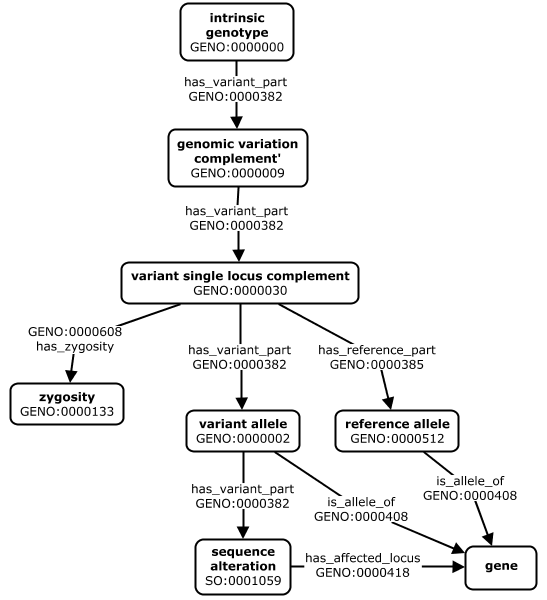 intrinsic
genotype
GENO:0000000
has_variant_part
GENO:0000382
genomic variation
complement'
GENO:0000009
has_variant_part
GENO:0000382
variant single locus complement
GENO:0000030
GENO:0000608
has_zygosity
has_variant_part
GENO:0000382
has_reference_part
GENO:0000385
zygosity
GENO:0000133
variant allele
GENO:0000002
reference allele
GENO:0000512
has_variant_part
GENO:0000382
is_allele_of
GENO:0000408
is_allele_of
GENO:0000408
sequence
alteration
SO:0001059
has_affected_locus
GENO:0000418
gene